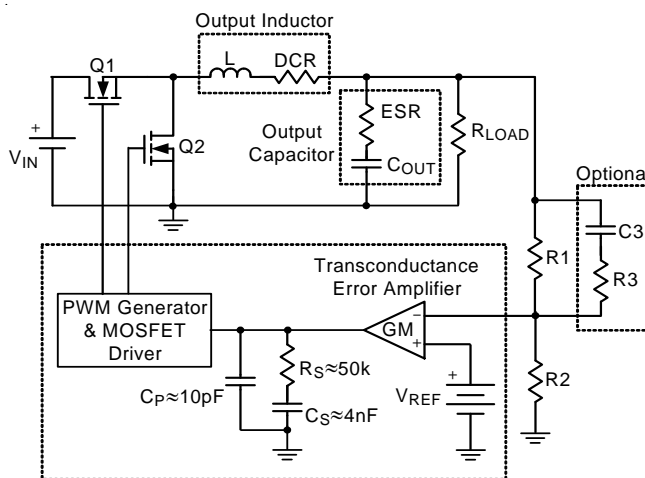 Output Inductor
Q1
L
DCR
ESR
Q2
Output
Capacitor
RLOAD
+
VIN
COUT
Optiona
C3
R1
R3
Transconductance
Error Amplifier
PWM Generator
& MOSFET
Driver
GM
−
+
RS≈50k
+
R2
CP≈10pF
CS≈4nF
VREF